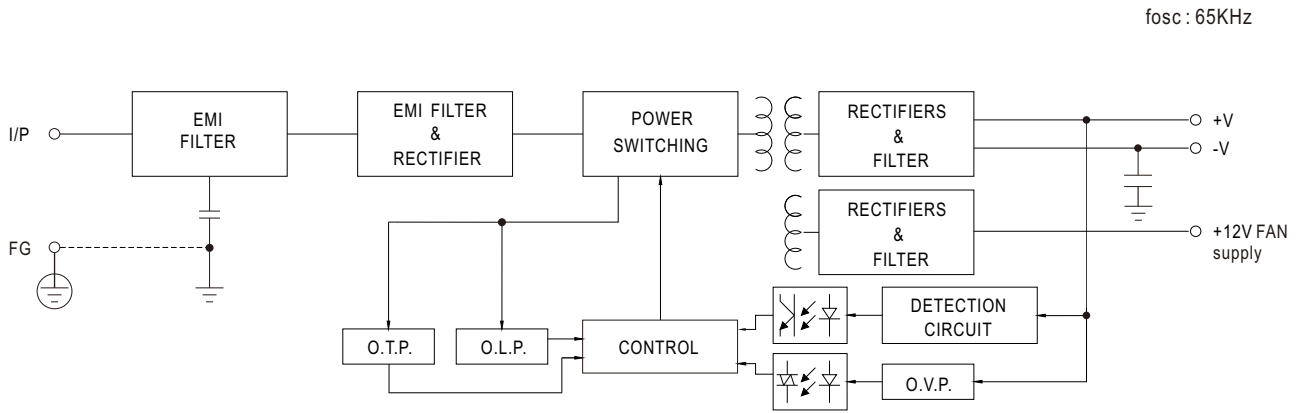 fosc : 65KHz
I/P
EMI
FILTER
EMI FILTER
&
RECTIFIER
POWER
SWITCHING
RECTIFIERS
&
FILTER
+V
-V
RECTIFIERS
&
FILTER
+12V FAN
supply
FG
O.T.P.
O.L.P.
CONTROL
DETECTION
CIRCUIT
O.V.P.